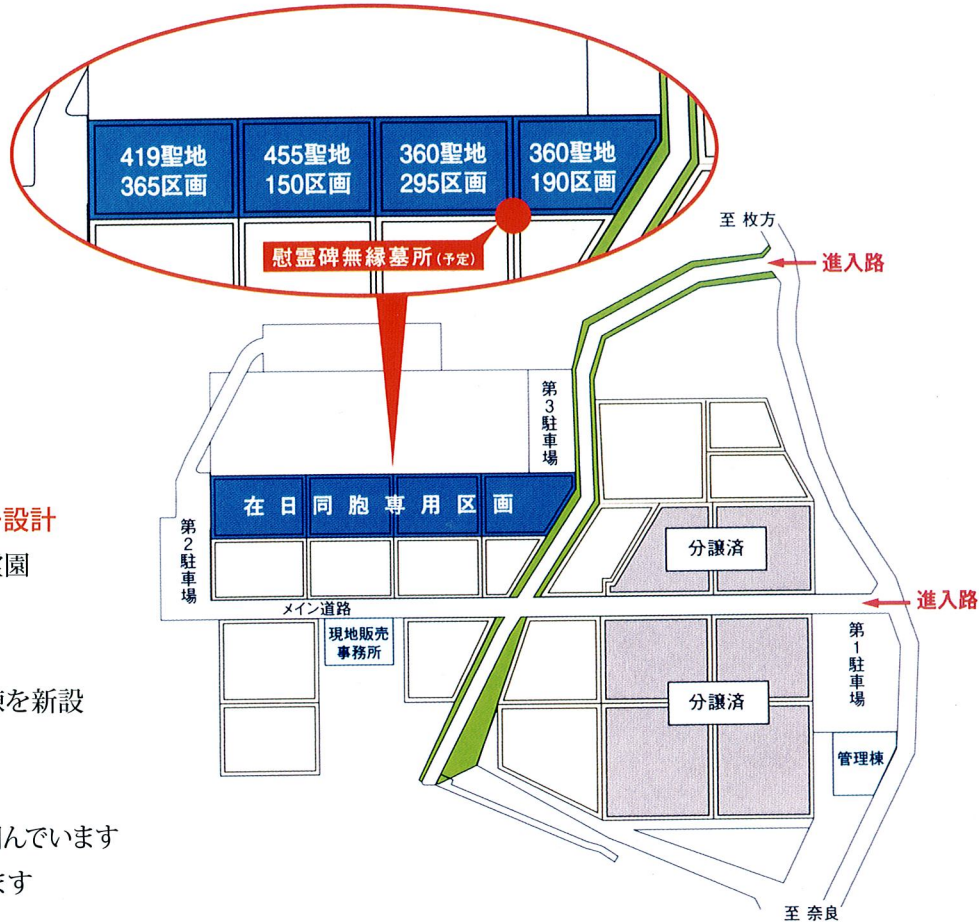 419聖地
365区画
455聖地
150区画
360聖地
295区画
360聖地
190区画
慰霊碑無縁墓所(予定)
至 枚方
進入路
第3駐車場
在日同胞専用区画
第2駐車場
分譲済
メイン道路
進入路
現地販売
事務所
第1駐車場
分譲済
管理棟
至 奈良
設計
園
を新設
んでいます
ます